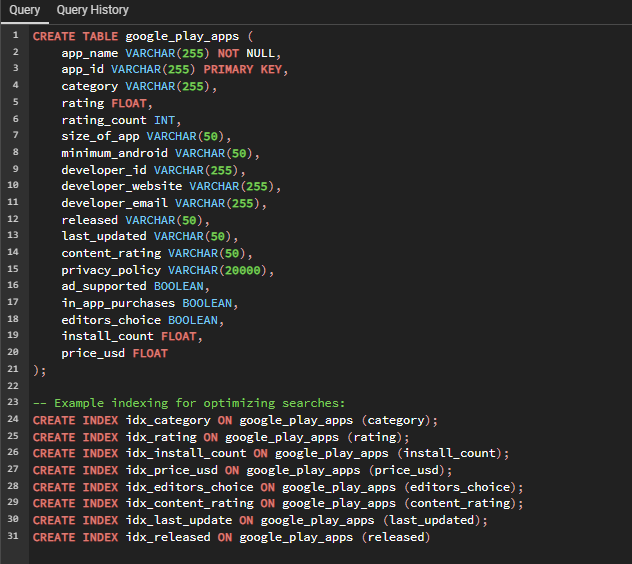 Query Query History
1 CREATE TABLE google_play_apps (
2 app_name VARCHAR(255) NOT NULL,
3 app_id VARCHAR(255) PRIMARY KEY,
4 category VARCHAR(255),
5 rating FLOAT,
6 rating_count INT,
7 size_of_app VARCHAR(50),
8 minimum_android VARCHAR(50),
9 developer_id VARCHAR(255),
10 developer_website VARCHAR(255),
11 developer_email VARCHAR(255),
12 released VARCHAR(50),
13 last_updated VARCHAR(50),
14 content_rating VARCHAR(50),
15 privacy_policy VARCHAR(20000),
16 ad_supported BOOLEAN,
17 in_app_purchases BOOLEAN,
18 editors_choice BOOLEAN,
19 install_count FLOAT,
20 price_usd FLOAT
21 );
22
23 -- Example indexing for optimizing searches:
24 CREATE INDEX idx_category ON google_play_apps (category);
25 CREATE INDEX idx_rating ON google_play_apps (rating);
26 CREATE INDEX idx_install_count ON google_play_apps (install_count);
27 CREATE INDEX idx_price_usd ON google_play_apps (price_usd);
28 CREATE INDEX idx_editors_choice ON google_play_apps (editors_choice);
29 CREATE INDEX idx_content_rating ON google_play_apps (content_rating);
30 CREATE INDEX idx_last_update ON google_play_apps (last_updated);
31 CREATE INDEX idx_released ON google_play_apps (released)